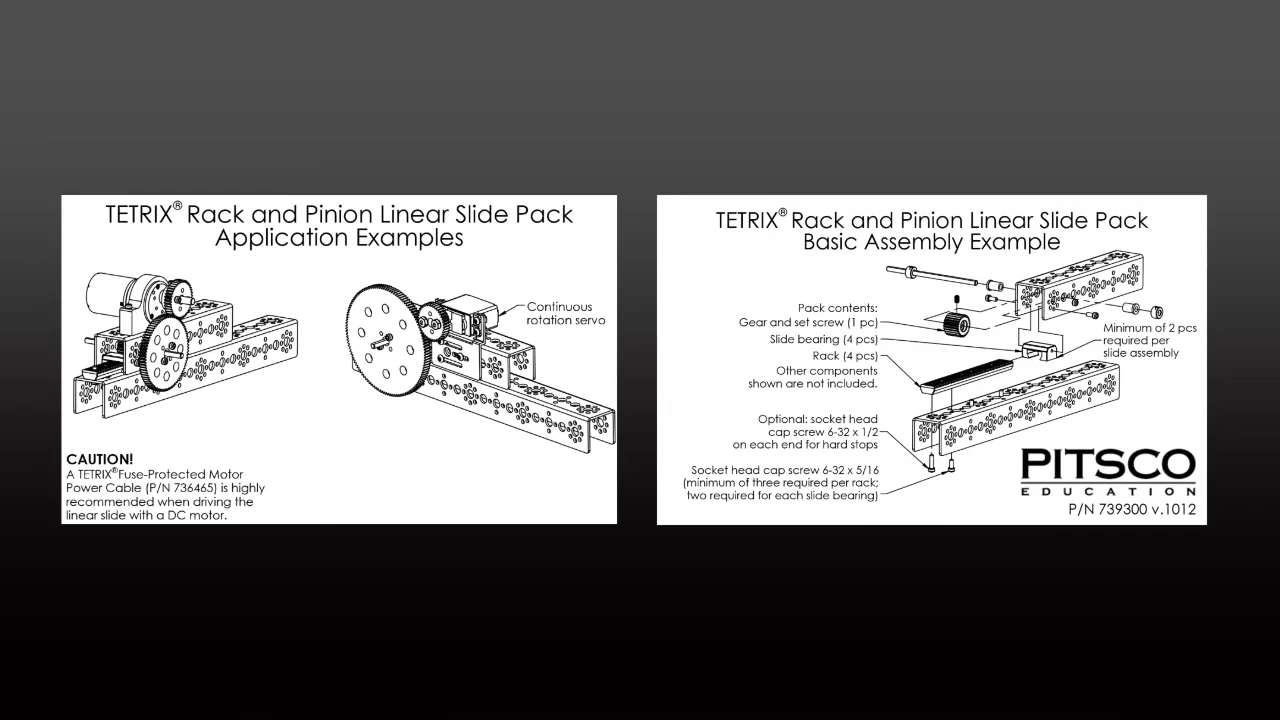 TETRIX® Rack and Pinion Linear Slide Pack
Application Examples
Continuous
rotation servo
CAUTION!
A TETRIX® Fuse-Protected Motor
Power Cable (P/N 736465) is highly
recommended when driving the
linear slide with a DC motor.
TETRIX® Rack and Pinion Linear Slide Pack
Basic Assembly Example
Pack contents:
Gear and set screw (1 pc)
Slide bearing (4 pcs)
Rack (4 pcs)
Other components
shown are not included.
Minimum of 2 pcs
required per
slide assembly
Optional: socket head
cap screw 6-32 x 1/2
on each end for hard stops
Socket head cap screw 6-32 x 5/16
(minimum of three required per rack;
two required for each slide bearing)
PITSCO
EDUCATION
P/N 739300 v.1012